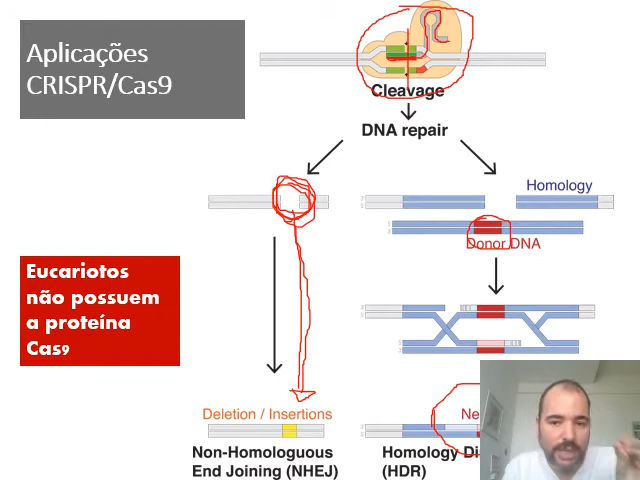 Aplicações
CRISPR/Cas9
Cleavage
DNA repair
Homology
Donor DNA
Eucariotos
não possuem
a proteína
Cas9
Deletion / Insertions
Non-Homologuous
End Joining (NHEJ)
Ne
Homology Di
(HDR)